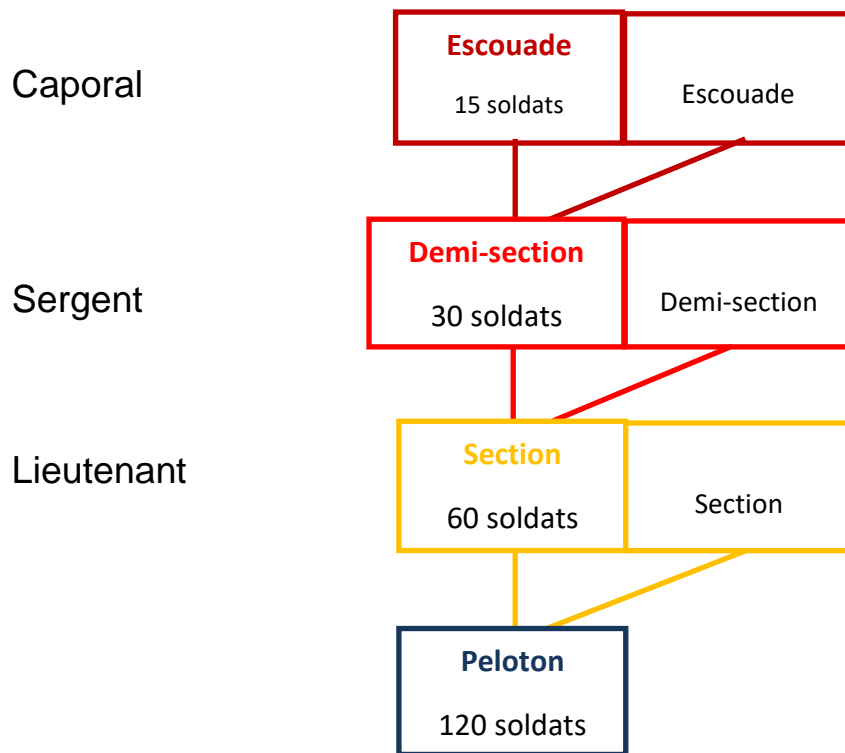 Caporal
Escouade
15 soldats
Escouade
Sergent
Demi-section
30 soldats
Demi-section
Lieutenant
Section
60 soldats
Section
Peloton
120 soldats